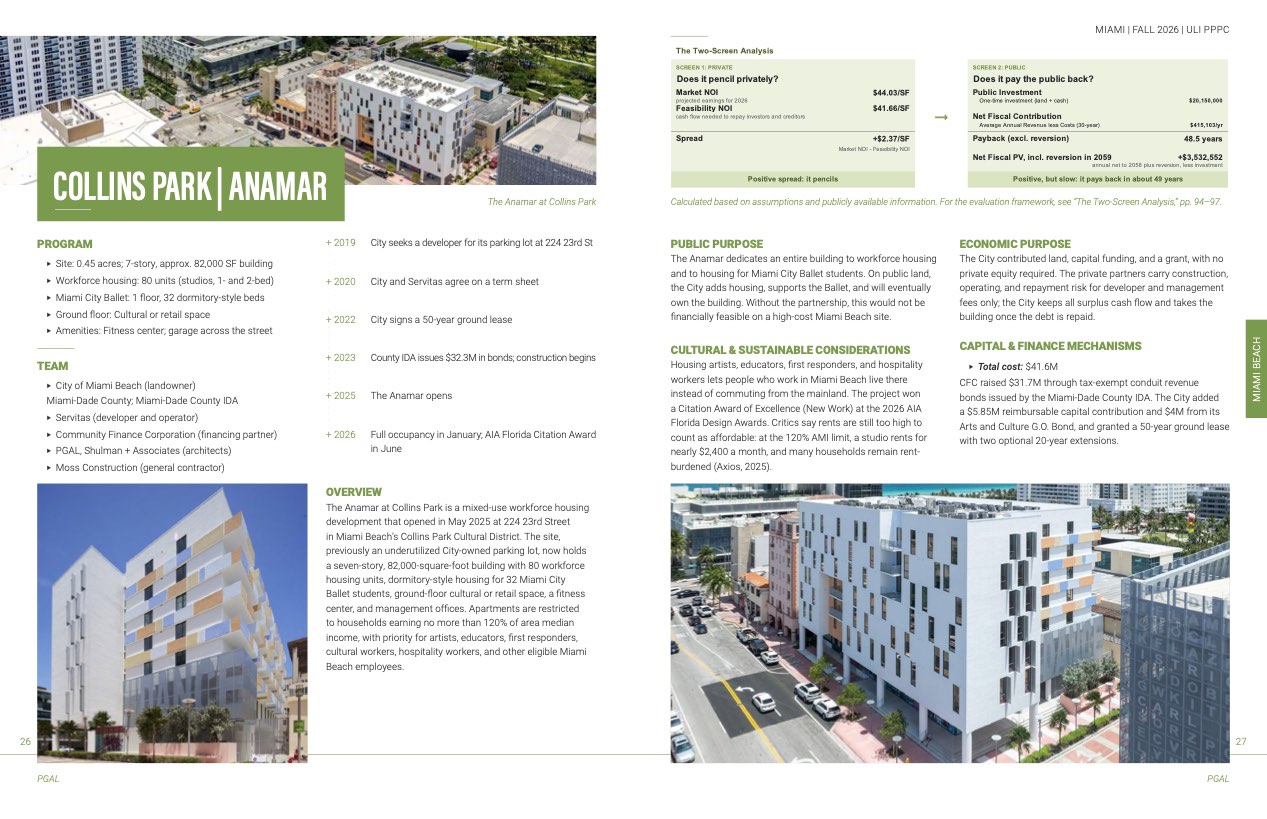 MIAMI | FALL 2026 | ULI PPPC
COLLINS PARK | ANAMAR
The Anamar at Collins Park
PROGRAM
▸ Site: 0.45 acres; 7-story, approx. 82,000 SF building
▸ Workforce housing: 80 units (studios, 1- and 2-bed)
▸ Miami City Ballet: 1 floor, 32 dormitory-style beds
▸ Ground floor: Cultural or retail space
▸ Amenities: Fitness center; garage across the street
TEAM
▸ City of Miami Beach (landowner)
Miami-Dade County; Miami-Dade County IDA
▸ Servitas (developer and operator)
▸ Community Finance Corporation (financing partner)
▸ PGAL, Shulman + Associates (architects)
▸ Moss Construction (general contractor)
+ 2019 City seeks a developer for its parking lot at 224 23rd St
+ 2020 City and Servitas agree on a term sheet
+ 2022 City signs a 50-year ground lease
+ 2023 County IDA issues $32.3M in bonds; construction begins
+ 2025 The Anamar opens
+ 2026 Full occupancy in January; AIA Florida Citation Award
in June
OVERVIEW
The Anamar at Collins Park is a mixed-use workforce housing
development that opened in May 2025 at 224 23rd Street
in Miami Beach's Collins Park Cultural District. The site,
previously an underutilized City-owned parking lot, now holds
a seven-story, 82,000-square-foot building with 80 workforce
housing units, dormitory-style housing for 32 Miami City
Ballet students, ground-floor cultural or retail space, a fitness
center, and management offices. Apartments are restricted
to households earning no more than 120% of area median
income, with priority for artists, educators, first responders,
cultural workers, hospitality workers, and other eligible Miami
Beach employees.
26
PGAL
The Two-Screen Analysis
SCREEN 1: PRIVATE
Does it pencil privately?
Market NOI $44.03/SF
projected earnings for 2026
Feasibility NOI $41.66/SF
cash flow needed to repay investors and creditors
Spread +$2.37/SF
Market NOI - Feasibility NOI
Positive spread: it pencils
→
SCREEN 2: PUBLIC
Does it pay the public back?
Public Investment
One-time investment (land + cash) $20,150,000
Net Fiscal Contribution
Average Annual Revenue less Costs (30-year) $415,103/yr
Payback (excl. reversion) 48.5 years
Net Fiscal PV, incl. reversion in 2059 +$3,532,552
annual net to 2058 plus reversion, less investment
Positive, but slow: it pays back in about 49 years
Calculated based on assumptions and publicly available information. For the evaluation framework, see "The Two-Screen Analysis," pp. 94–97.
PUBLIC PURPOSE
The Anamar dedicates an entire building to workforce housing
and to housing for Miami City Ballet students. On public land,
the City adds housing, supports the Ballet, and will eventually
own the building. Without the partnership, this would not be
financially feasible on a high-cost Miami Beach site.
CULTURAL & SUSTAINABLE CONSIDERATIONS
Housing artists, educators, first responders, and hospitality
workers lets people who work in Miami Beach live there
instead of commuting from the mainland. The project won
a Citation Award of Excellence (New Work) at the 2026 AIA
Florida Design Awards. Critics say rents are still too high to
count as affordable: at the 120% AMI limit, a studio rents for
nearly $2,400 a month, and many households remain rent-
burdened (Axios, 2025).
ECONOMIC PURPOSE
The City contributed land, capital funding, and a grant, with no
private equity required. The private partners carry construction,
operating, and repayment risk for developer and management
fees only; the City keeps all surplus cash flow and takes the
building once the debt is repaid.
CAPITAL & FINANCE MECHANISMS
▸ Total cost: $41.6M
CFC raised $31.7M through tax-exempt conduit revenue
bonds issued by the Miami-Dade County IDA. The City added
a $5.85M reimbursable capital contribution and $4M from its
Arts and Culture G.O. Bond, and granted a 50-year ground lease
with two optional 20-year extensions.
MIAMI BEACH
27
PGAL